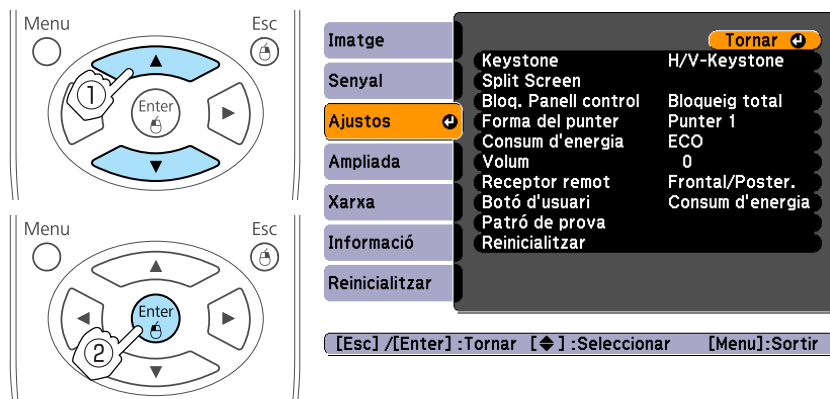 Menu
Esc
Enter
1
Menu
Esc
Enter
2
Imatge
Senyal
Ajustos
Ampliada
Xarxa
Informació
Reinicialitzar
Tornar
Keystone H/V-Keystone
Split Screen
Bloq. Panell control Bloqueig total
Forma del punter Punter 1
Consum d'energia ECO
Volum 0
Receptor remot Frontal/Poster.
Botó d'usuari Consum d'energia
Patró de prova
Reinicialitzar
[Esc] /[Enter] :Tornar [◆] :Seleccionar [Menu]:Sortir